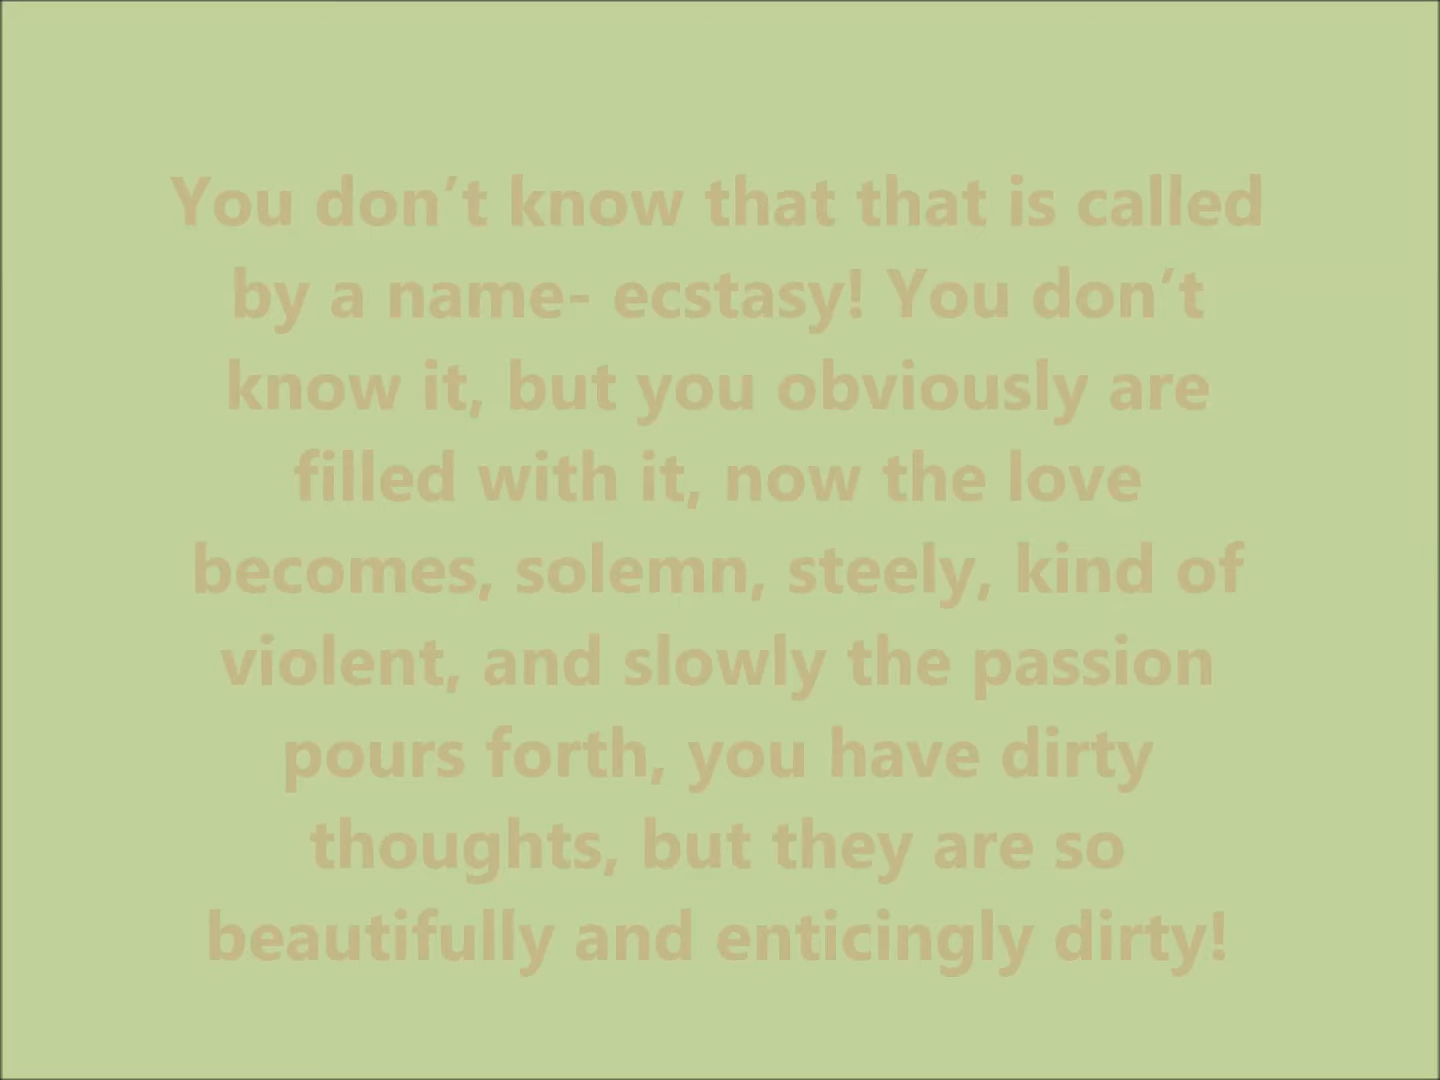 You don’t know that that is called
by a name- ecstasy! You don’t
know it, but you obviously are
filled with it, now the love
becomes, solemn, steely, kind of
violent, and slowly the passion
pours forth, you have dirty
thoughts, but they are so
beautifully and enticingly dirty!